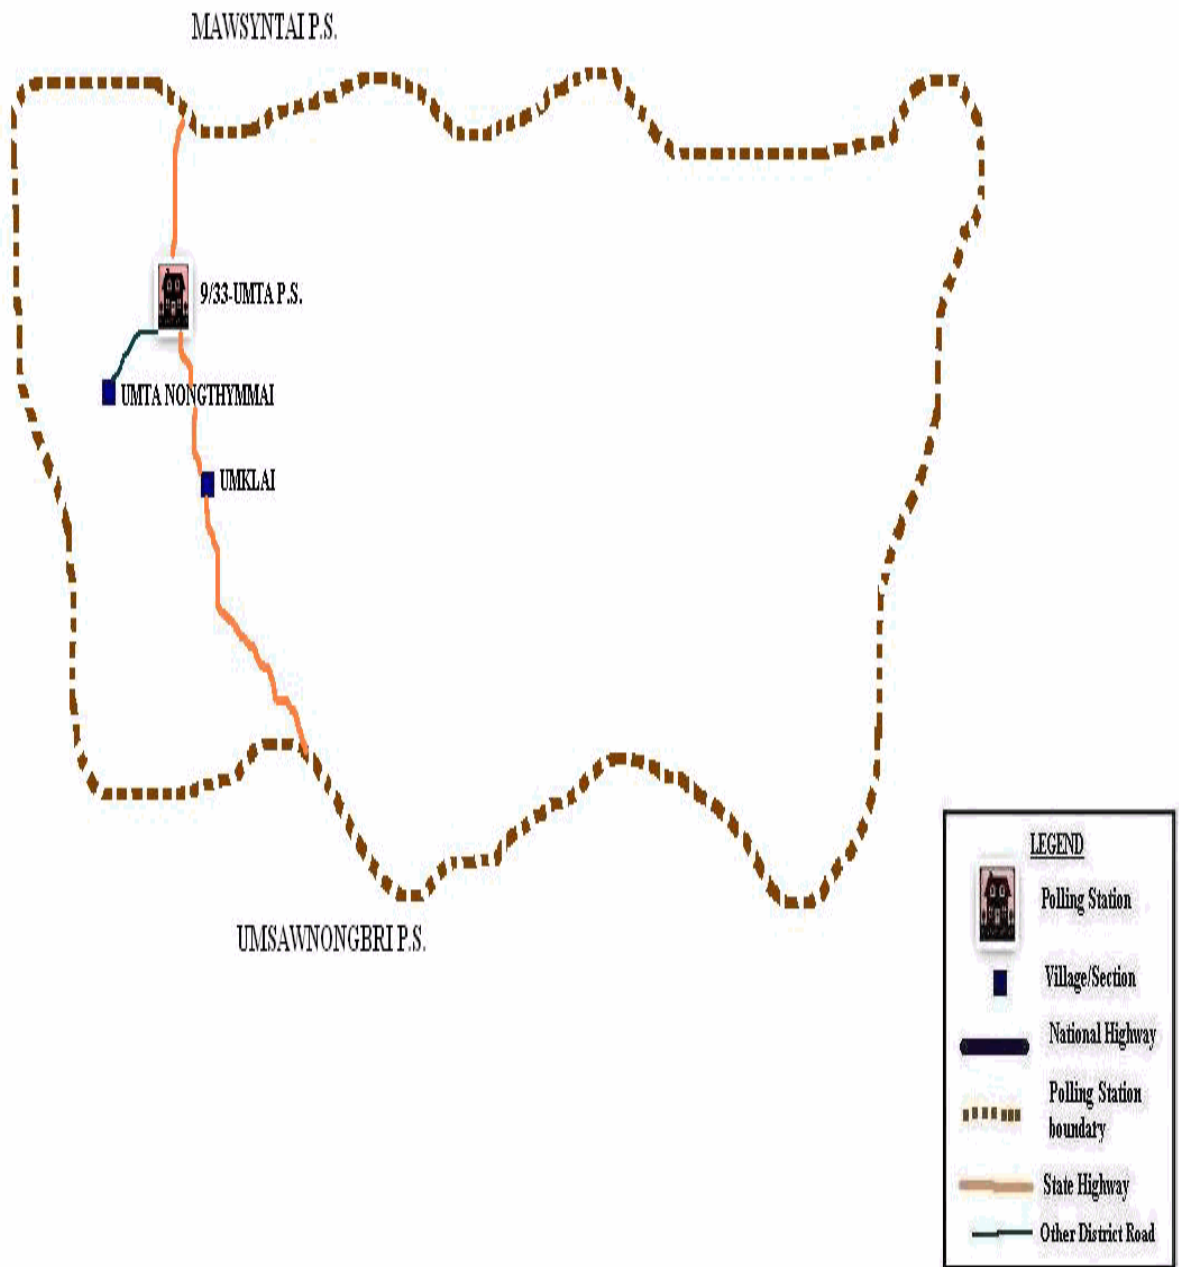 MAWSYNTAI P.S.
9/33-UMTA P.S.
UMTA NONGTHYMMAI
UMKLAI
UMSAWNONGBRI P.S.
LEGEND
Polling Station
Village/Section
National Highway
Polling Station
boundary
State Highway
Other District Road